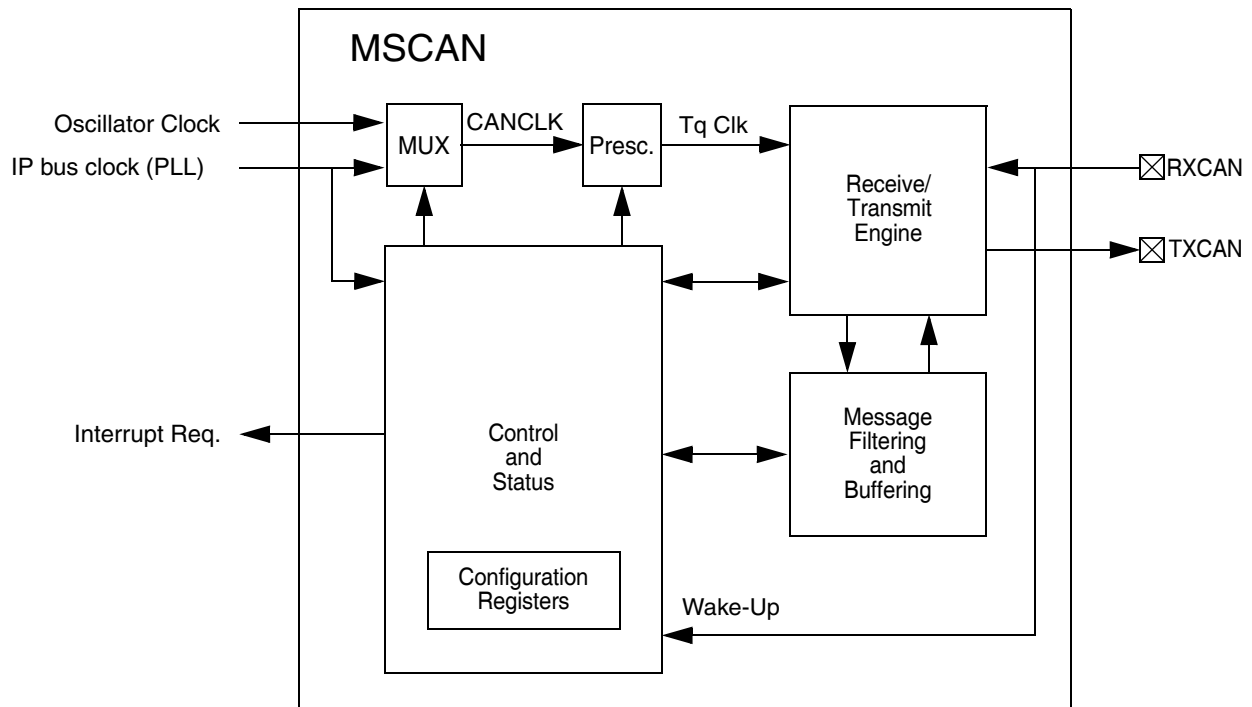 MSCAN
Oscillator Clock
IP bus clock (PLL)
MUX
CANCLK
Presc.
Tq Clk
Receive/
Transmit
Engine
RXCAN
TXCAN
Interrupt Req.
Control
and
Status
Message
Filtering
and
Buffering
Configuration
Registers
Wake-Up